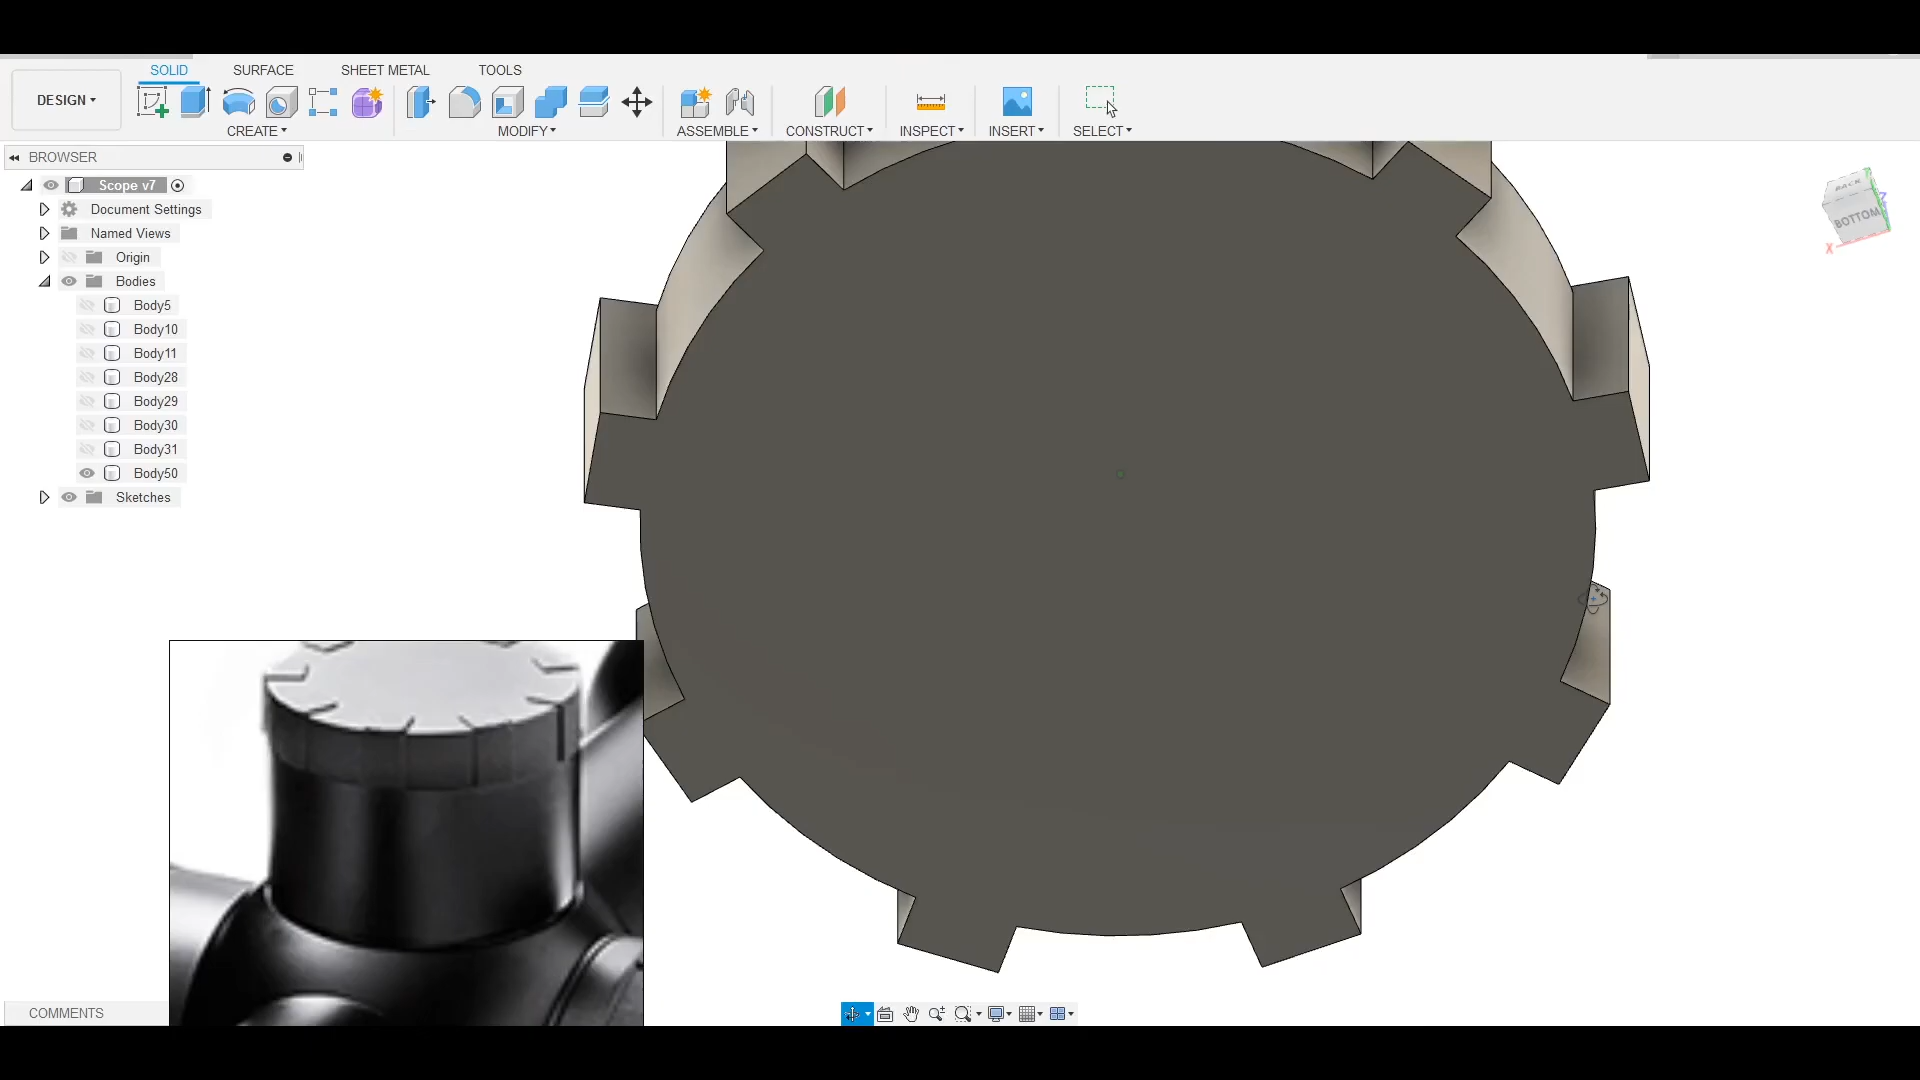 SOLID SURFACE SHEET METAL TOOLS
DESIGN
CREATE MODIFY ASSEMBLE CONSTRUCT INSPECT INSERT SELECT
BROWSER
Scope v7
Document Settings
Named Views
Origin
Bodies
Body5
Body10
Body11
Body28
Body29
Body30
Body31
Body50
Sketches
BACK
BOTTOM
Z
X
COMMENTS